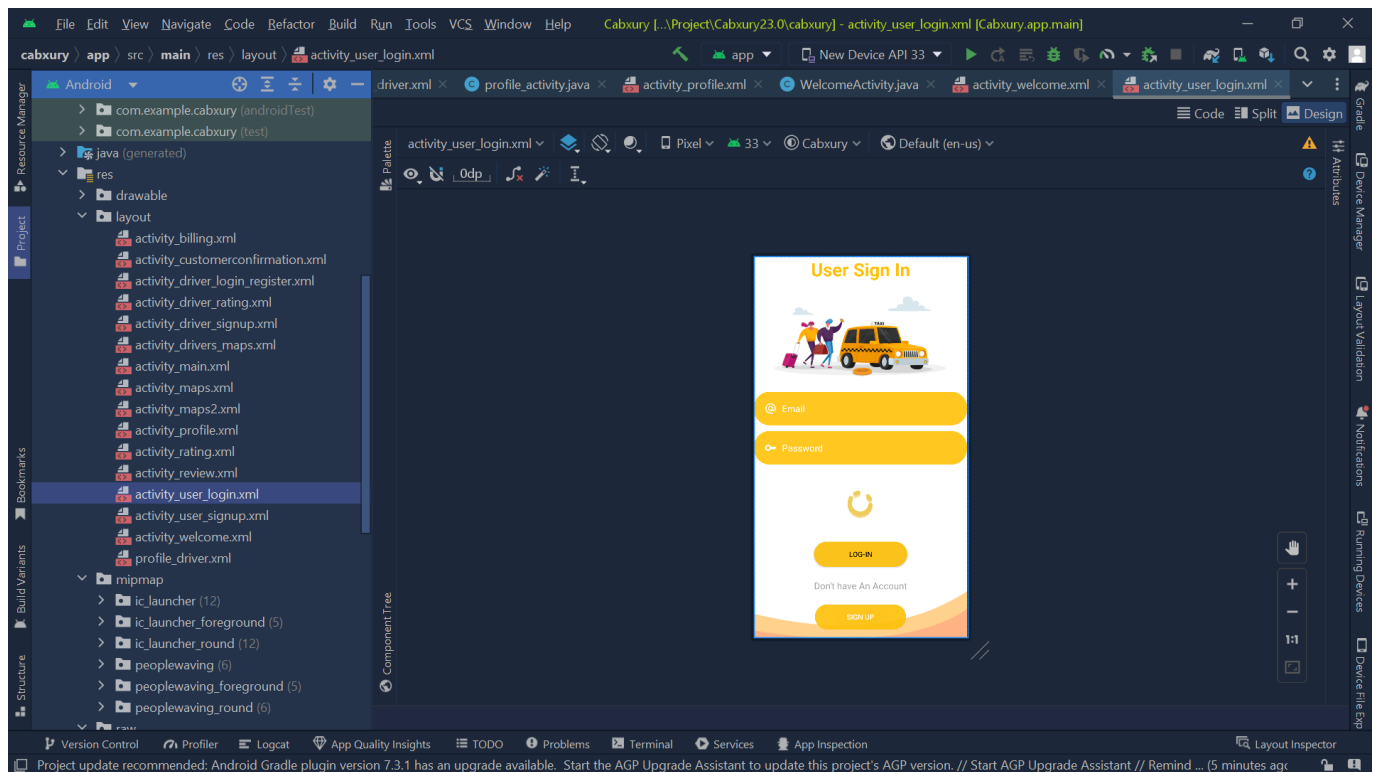 File Edit View Navigate Code Refactor Build Run Tools VCS Window Help Cabxury [...\Project\Cabxury23.0\cabxury] - activity_user_login.xml [Cabxury.app.main]
cabxury app src main res layout activity_user_login.xml app New Device API 33
Android driver.xml profile_activity.java activity_profile.xml WelcomeActivity.java activity_welcome.xml activity_user_login.xml
Code Split Design
activity_user_login.xml Pixel 33 Cabxury Default (en-us)
0dp
com.example.cabxury (androidTest)
com.example.cabxury (test)
java (generated)
res
drawable
layout
activity_billing.xml
activity_customerconfirmation.xml
activity_driver_login_register.xml
activity_driver_rating.xml
activity_driver_signup.xml
activity_drivers_maps.xml
activity_main.xml
activity_maps.xml
activity_maps2.xml
activity_profile.xml
activity_rating.xml
activity_review.xml
activity_user_login.xml
activity_user_signup.xml
activity_welcome.xml
profile_driver.xml
mipmap
ic_launcher (12)
ic_launcher_foreground (5)
ic_launcher_round (12)
peoplewaving (6)
peoplewaving_foreground (5)
peoplewaving_round (6)
raw
Resource Manager
Project
Bookmarks
Build Variants
Structure
Palette
Component Tree
User Sign In
TAXI
Email
Password
LOG-IN
Don't have An Account
SIGN UP
1:1
Attributes
Gradle
Device Manager
Layout Validation
Notifications
Running Devices
Device File Exp
Version Control Profiler Logcat App Quality Insights TODO Problems Terminal Services App Inspection Layout Inspector
Project update recommended: Android Gradle plugin version 7.3.1 has an upgrade available. Start the AGP Upgrade Assistant to update this project's AGP version. // Start AGP Upgrade Assistant // Remind ... (5 minutes ago